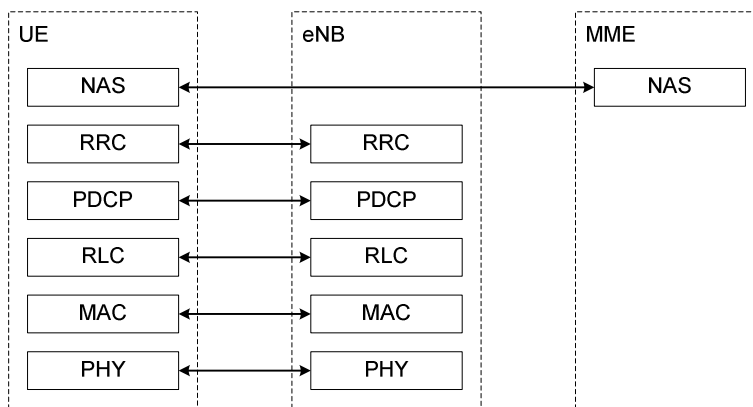 UE eNB MME
NAS NAS
RRC RRC
PDCP PDCP
RLC RLC
MAC MAC
PHY PHY